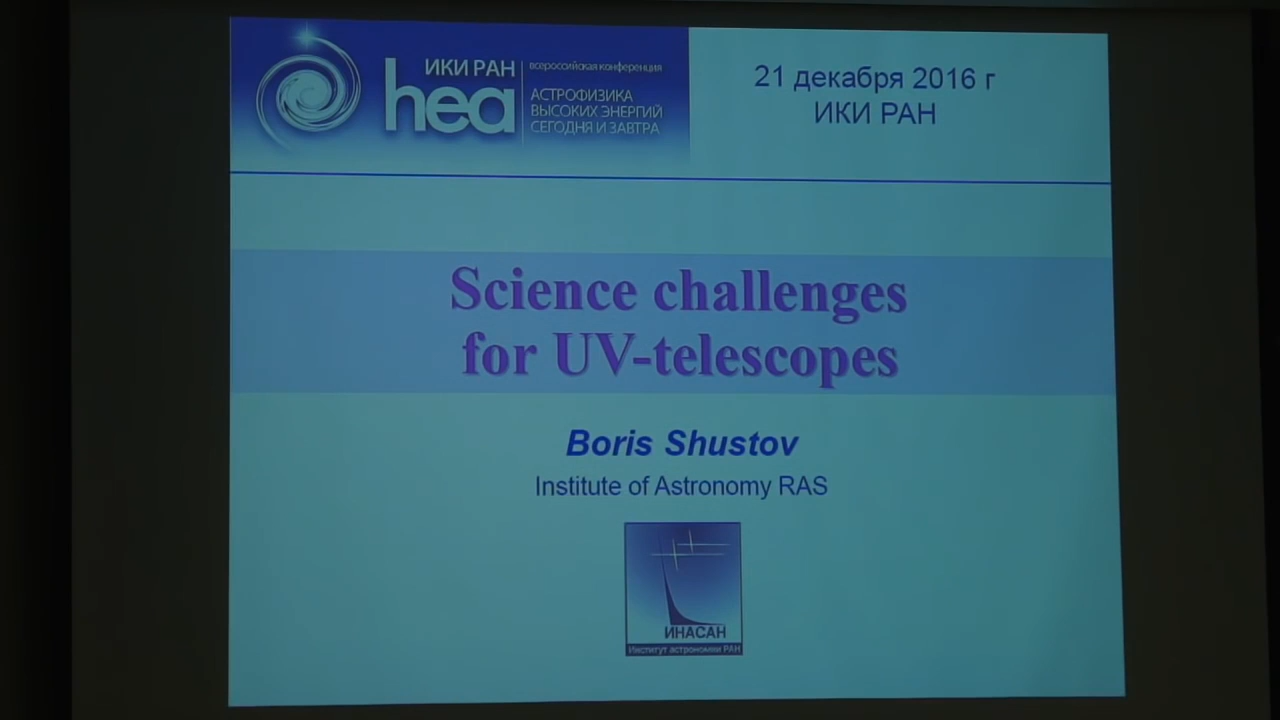 ИКИ РАН
hea
всероссийская конференция
АСТРОФИЗИКА
ВЫСОКИХ ЭНЕРГИЙ
СЕГОДНЯ И ЗАВТРА
21 декабря 2016 г
ИКИ РАН
Science challenges
for UV-telescopes
Boris Shustov
Institute of Astronomy RAS
ИНАСАН
Институт астрономии РАН